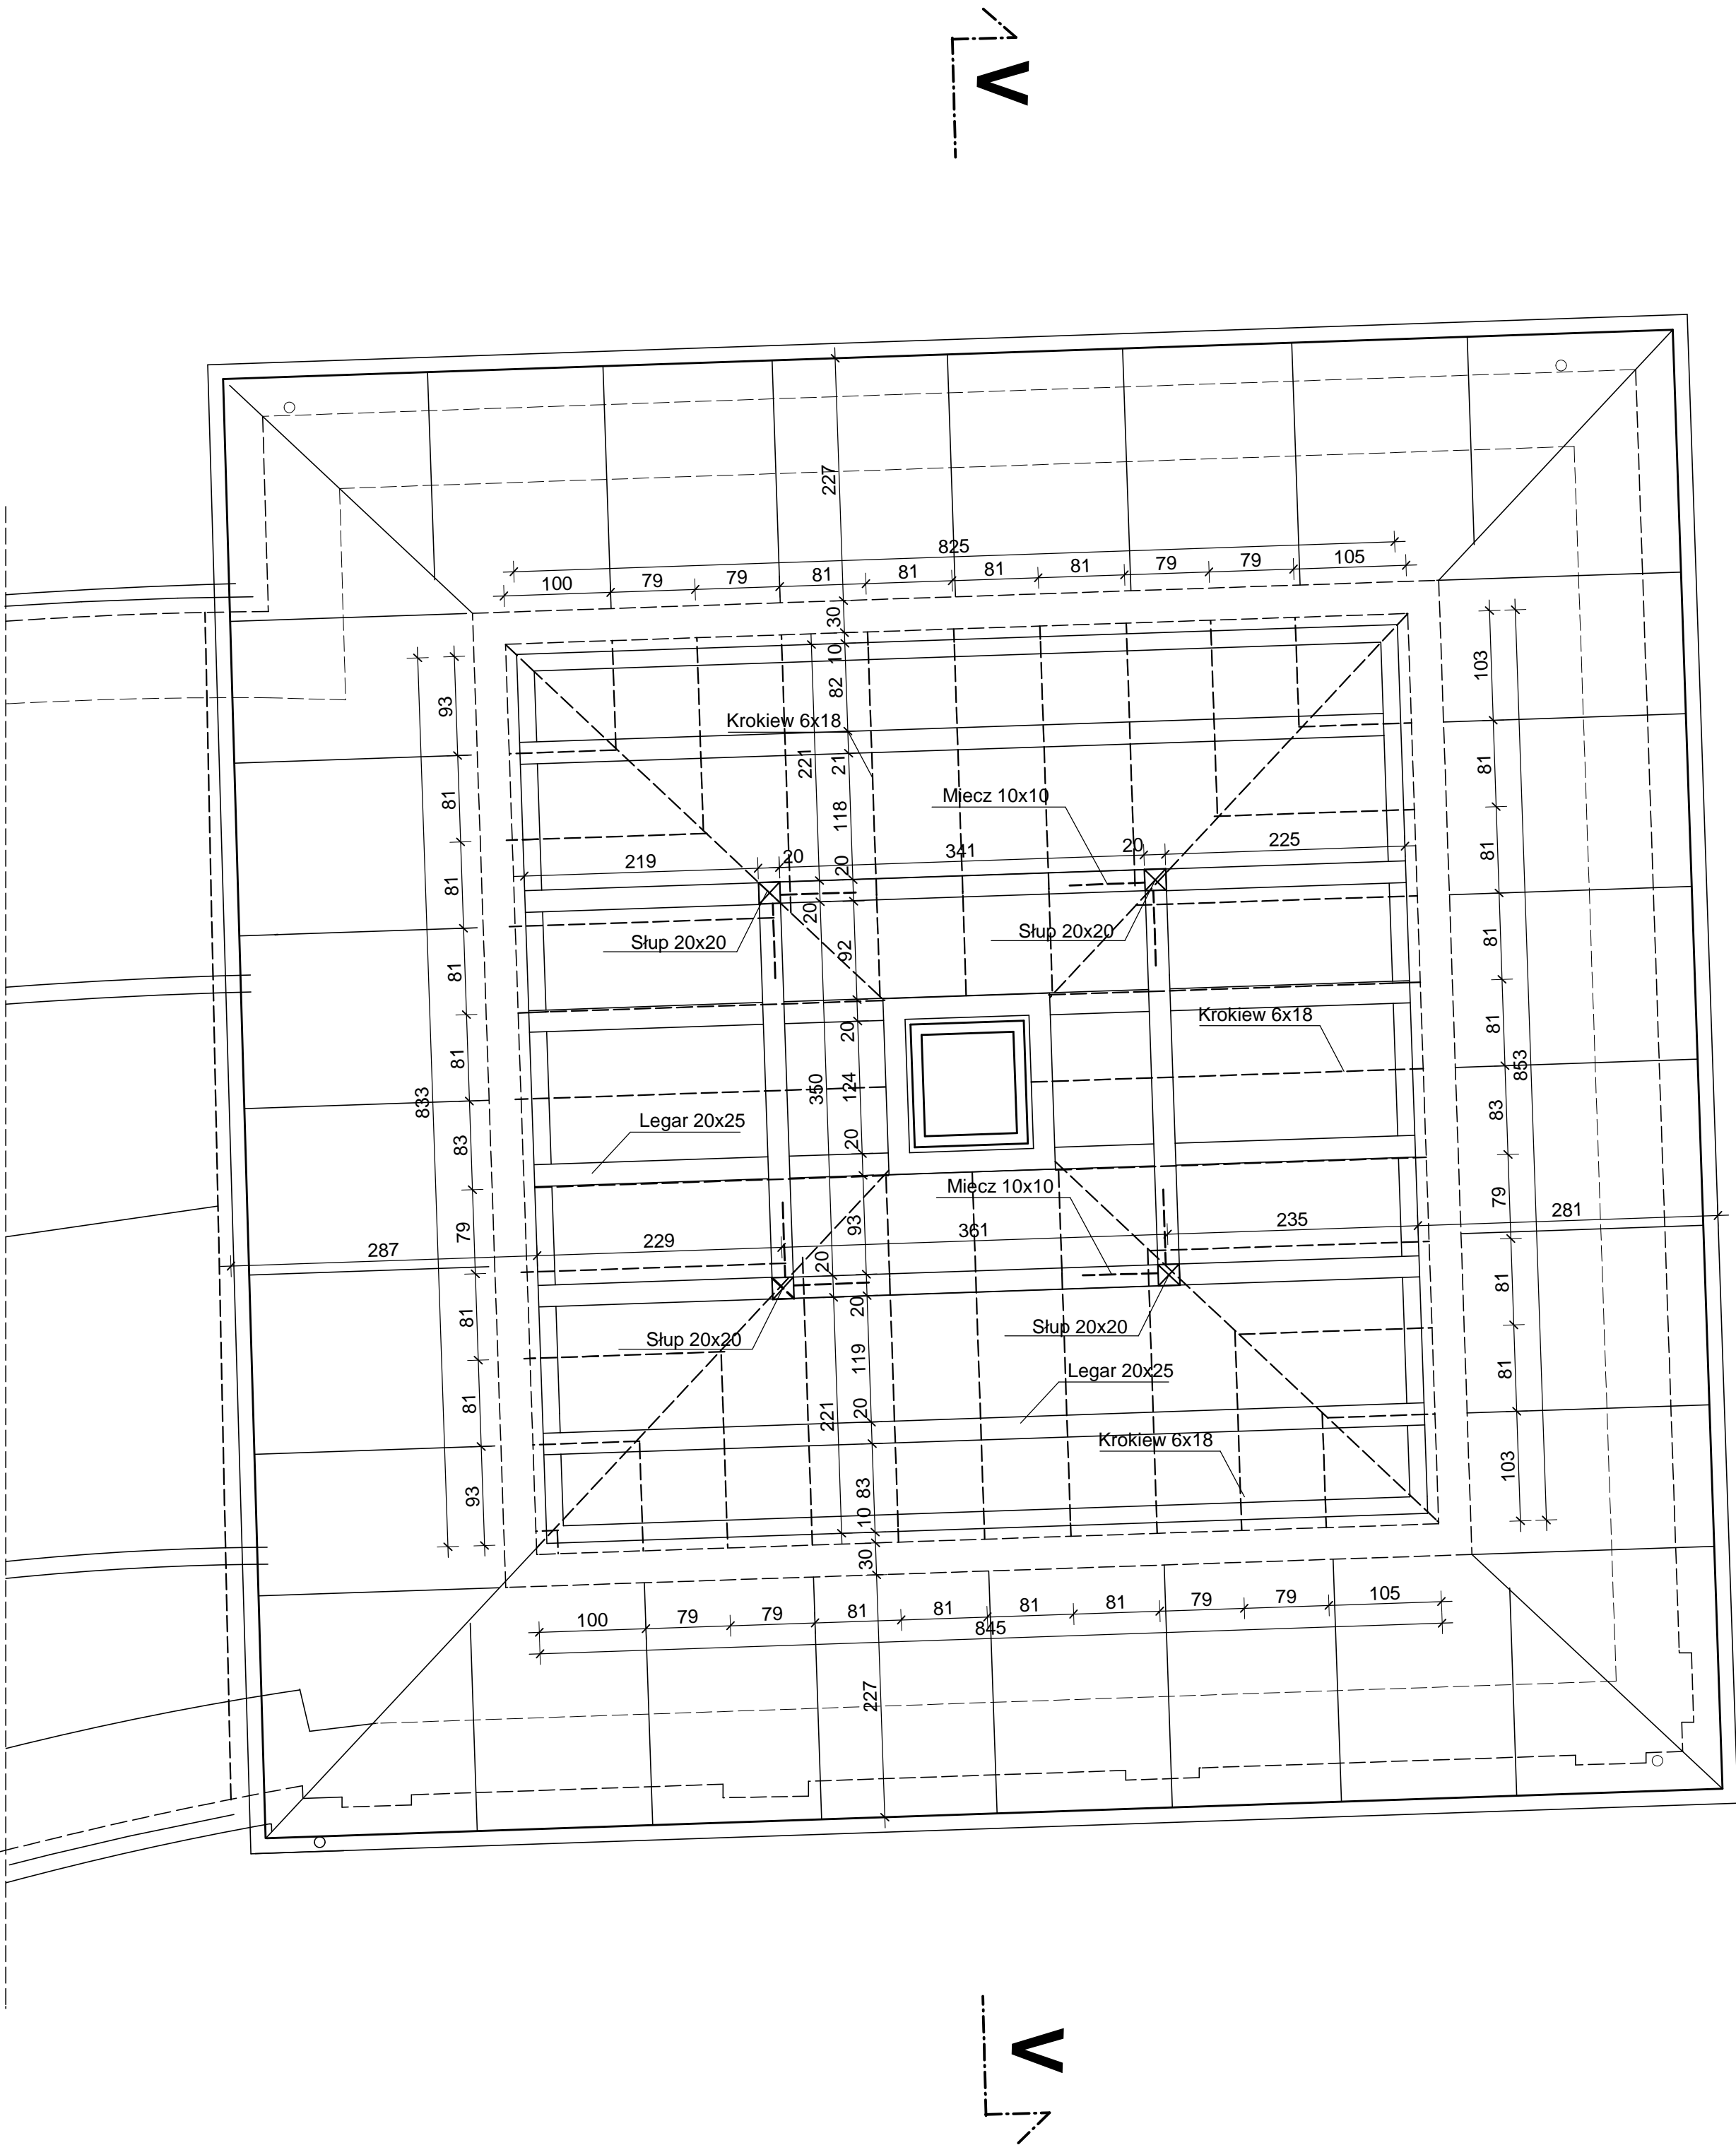 V
227
825
100 79 79 81 81 81 81 79 79 105
30
10
82
21
118
20
92
20
124
20
93
20
119
20
83
10
30
227
221
20
350
20
221
93
81
81
81
81
83
79
81
81
93
833
103
81
81
81
81
83
79
81
81
103
853
Krokiew 6x18
Miecz 10x10
219 20 341 20 225
Słup 20x20
Słup 20x20
Krokiew 6x18
Legar 20x25
Miecz 10x10
287 229 361 235 281
Słup 20x20
Słup 20x20
Legar 20x25
Krokiew 6x18
100 79 79 81 81 81 81 79 79 105
845
V